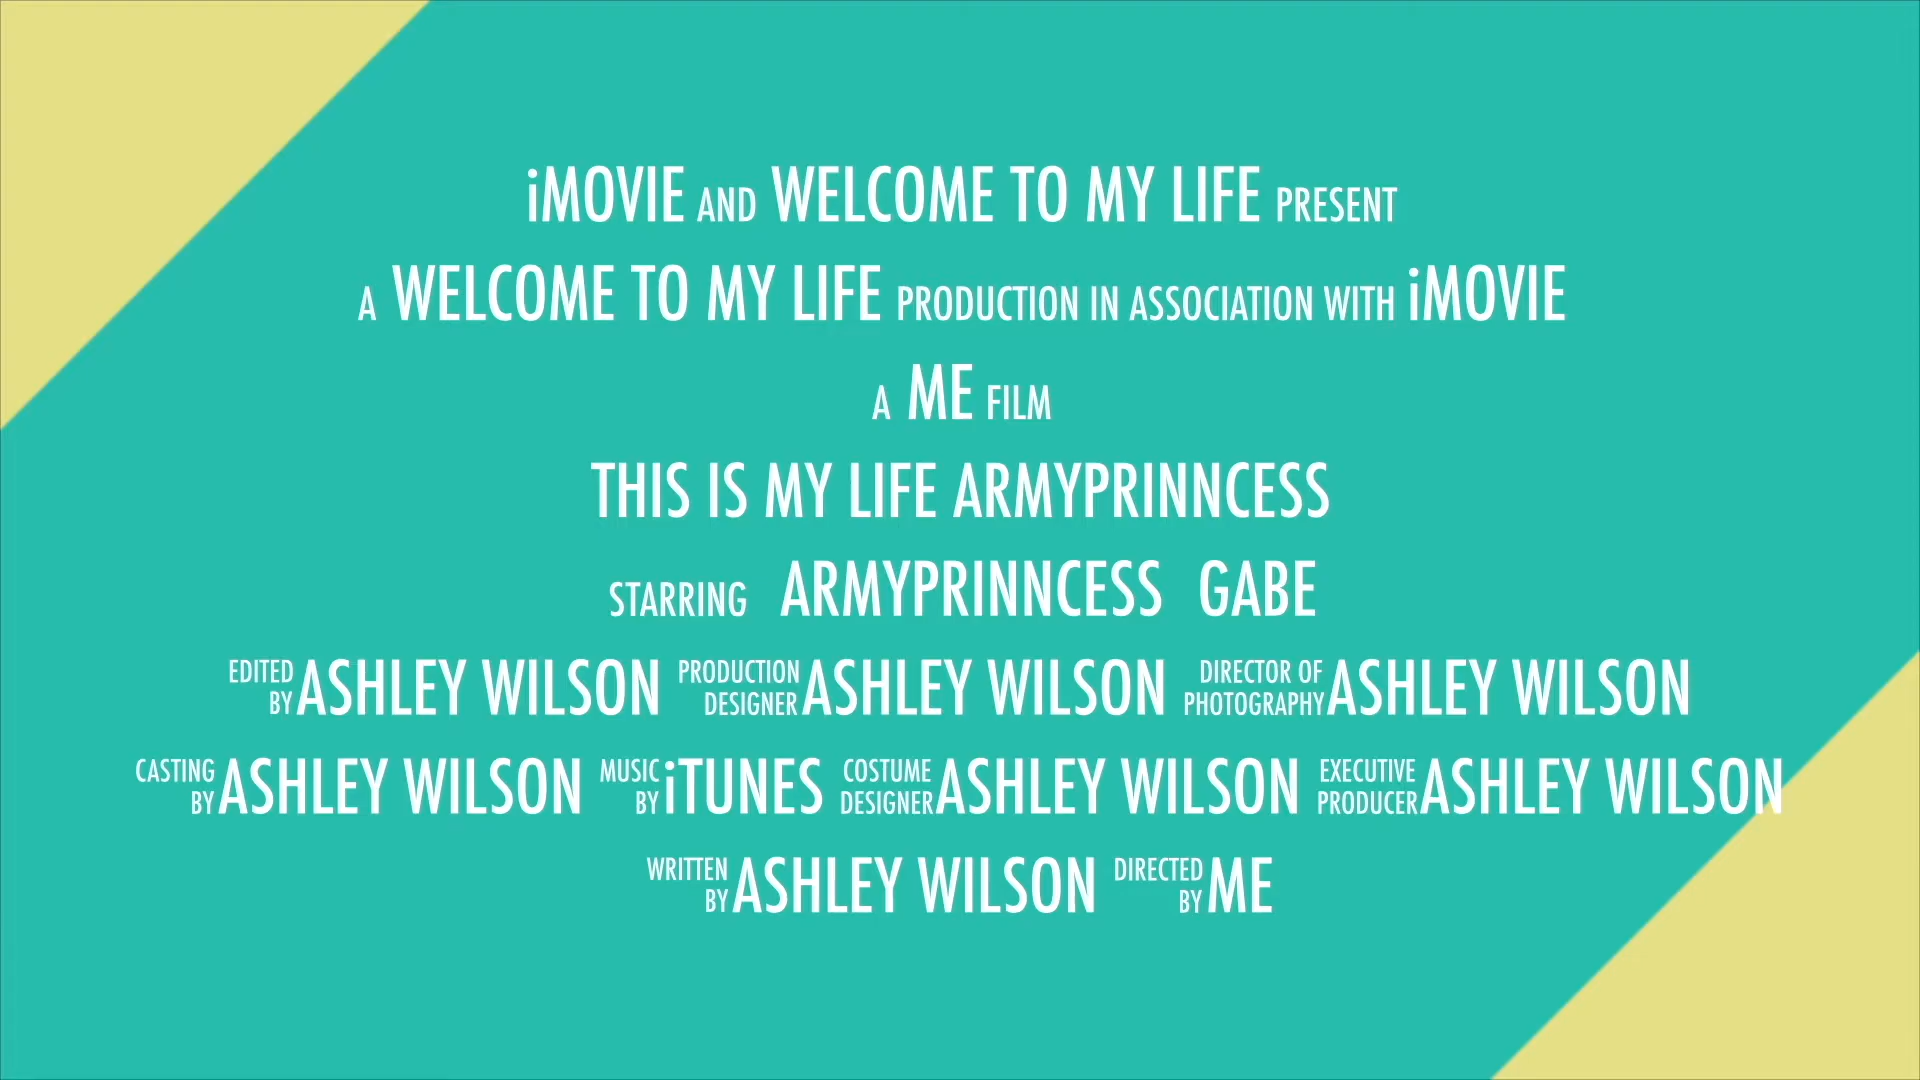 iMOVIE AND WELCOME TO MY LIFE PRESENT
A WELCOME TO MY LIFE PRODUCTION IN ASSOCIATION WITH iMOVIE
A ME FILM
THIS IS MY LIFE ARMYPRINNCESS
STARRING ARMYPRINNCESS GABE
EDITED BY ASHLEY WILSON PRODUCTION DESIGNER ASHLEY WILSON DIRECTOR OF PHOTOGRAPHY ASHLEY WILSON
CASTING BY ASHLEY WILSON MUSIC BY iTUNES COSTUME DESIGNER ASHLEY WILSON EXECUTIVE PRODUCER ASHLEY WILSON
WRITTEN BY ASHLEY WILSON DIRECTED BY ME